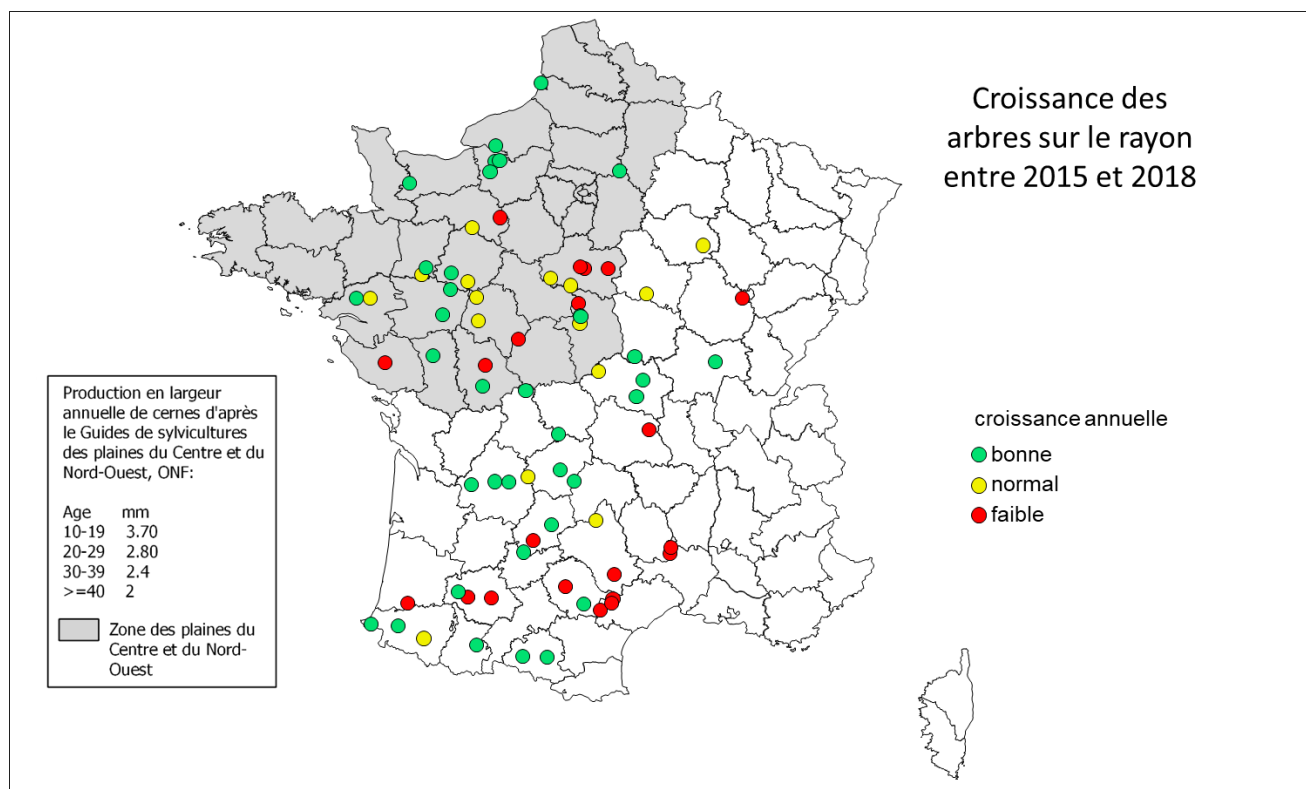 Croissance des
arbres sur le rayon
entre 2015 et 2018
Production en largeur
annuelle de cernes d'après
le Guides de sylvicultures
des plaines du Centre et du
Nord-Ouest, ONF:
Age mm
10-19 3.70
20-29 2.80
30-39 2.4
>=40 2
Zone des plaines du
Centre et du Nord-
Ouest
croissance annuelle
bonne
normal
faible